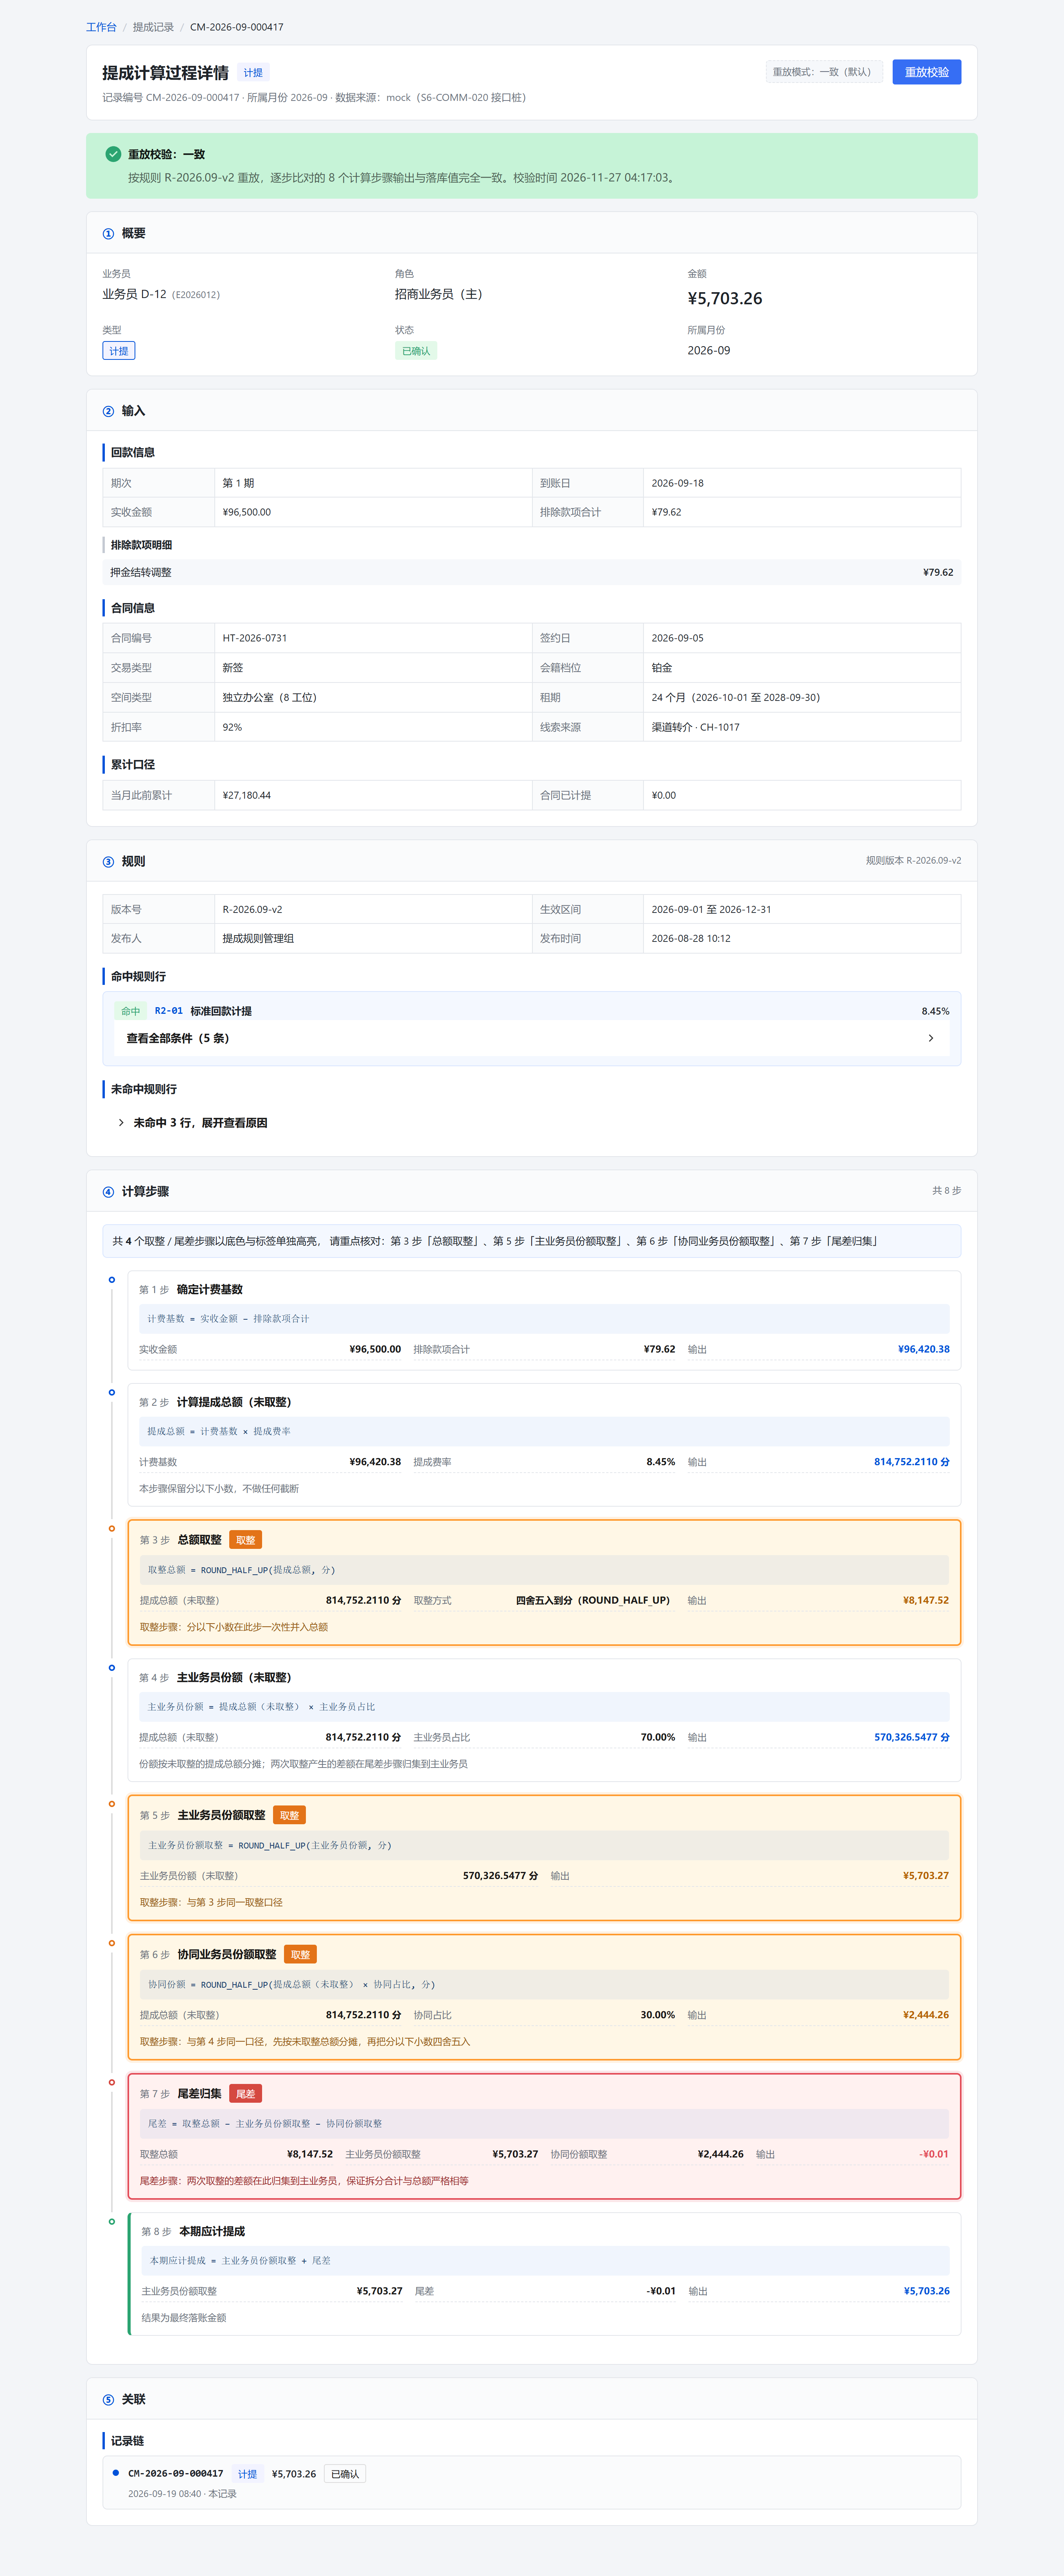 工作台 / 提成记录 / CM-2026-09-000417
提成计算过程详情 计提 重放模式：一致（默认） 重放校验
记录编号 CM-2026-09-000417 · 所属月份 2026-09 · 数据来源：mock（S6-COMM-020 接口桩）
重放校验：一致
按规则 R-2026.09-v2 重放，逐步比对的 8 个计算步骤输出与落库值完全一致。校验时间 2026-11-27 04:17:03。
① 概要
业务员 角色 金额
业务员 D-12（E2026012） 招商业务员（主） ¥5,703.26
类型 状态 所属月份
计提 已确认 2026-09
② 输入
回款信息
期次 第 1 期 到账日 2026-09-18
实收金额 ¥96,500.00 排除款项合计 ¥79.62
排除款项明细
押金结转调整 ¥79.62
合同信息
合同编号 HT-2026-0731 签约日 2026-09-05
交易类型 新签 会籍档位 铂金
空间类型 独立办公室（8 工位） 租期 24 个月（2026-10-01 至 2028-09-30）
折扣率 92% 线索来源 渠道转介 · CH-1017
累计口径
当月此前累计 ¥27,180.44 合同已计提 ¥0.00
③ 规则 规则版本 R-2026.09-v2
版本号 R-2026.09-v2 生效区间 2026-09-01 至 2026-12-31
发布人 提成规则管理组 发布时间 2026-08-28 10:12
命中规则行
命中 R2-01 标准回款计提 8.45%
查看全部条件（5 条）
未命中规则行
未命中 3 行，展开查看原因
④ 计算步骤 共 8 步
共 4 个取整 / 尾差步骤以底色与标签单独高亮， 请重点核对：第 3 步「总额取整」、第 5 步「主业务员份额取整」、第 6 步「协同业务员份额取整」、第 7 步「尾差归集」
第 1 步 确定计费基数
计费基数 = 实收金额 − 排除款项合计
实收金额 ¥96,500.00 排除款项合计 ¥79.62 输出 ¥96,420.38
第 2 步 计算提成总额（未取整）
提成总额 = 计费基数 × 提成费率
计费基数 ¥96,420.38 提成费率 8.45% 输出 814,752.2110 分
本步骤保留分以下小数，不做任何截断
第 3 步 总额取整 取整
取整总额 = ROUND_HALF_UP(提成总额, 分)
提成总额（未取整） 814,752.2110 分 取整方式 四舍五入到分（ROUND_HALF_UP） 输出 ¥8,147.52
取整步骤：分以下小数在此步一次性并入总额
第 4 步 主业务员份额（未取整）
主业务员份额 = 提成总额（未取整） × 主业务员占比
提成总额（未取整） 814,752.2110 分 主业务员占比 70.00% 输出 570,326.5477 分
份额按未取整的提成总额分摊；两次取整产生的差额在尾差步骤归集到主业务员
第 5 步 主业务员份额取整 取整
主业务员份额取整 = ROUND_HALF_UP(主业务员份额, 分)
主业务员份额（未取整） 570,326.5477 分 输出 ¥5,703.27
取整步骤：与第 3 步同一取整口径
第 6 步 协同业务员份额取整 取整
协同份额 = ROUND_HALF_UP(提成总额（未取整） × 协同占比, 分)
提成总额（未取整） 814,752.2110 分 协同占比 30.00% 输出 ¥2,444.26
取整步骤：与第 4 步同一口径，先按未取整总额分摊，再把分以下小数四舍五入
第 7 步 尾差归集 尾差
尾差 = 取整总额 − 主业务员份额取整 − 协同份额取整
取整总额 ¥8,147.52 主业务员份额取整 ¥5,703.27 协同份额取整 ¥2,444.26 输出 -¥0.01
尾差步骤：两次取整的差额在此归集到主业务员，保证拆分合计与总额严格相等
第 8 步 本期应计提成
本期应计提成 = 主业务员份额取整 + 尾差
主业务员份额取整 ¥5,703.27 尾差 -¥0.01 输出 ¥5,703.26
结果为最终落账金额
⑤ 关联
记录链
CM-2026-09-000417 计提 ¥5,703.26 已确认
2026-09-19 08:40 · 本记录